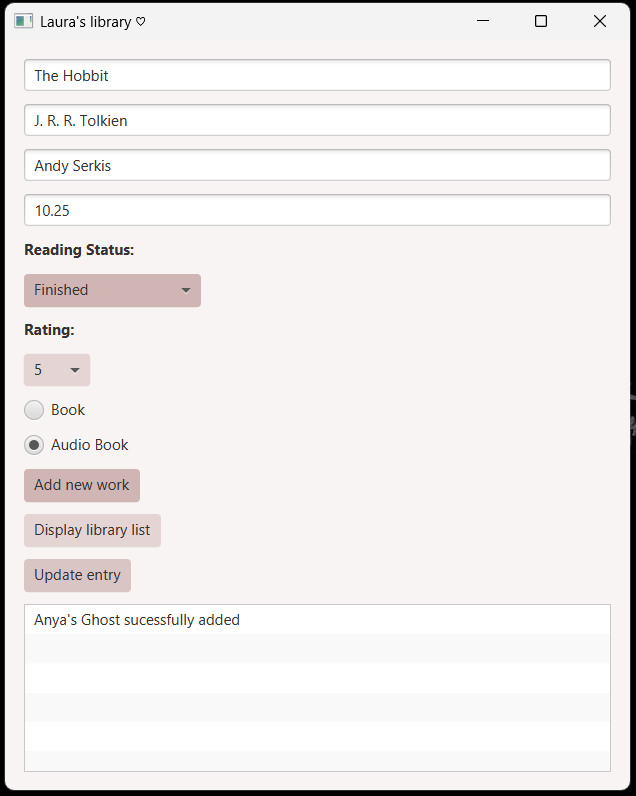 Laura's library ♡
The Hobbit
J. R. R. Tolkien
Andy Serkis
10.25
Reading Status:
Finished
Rating:
5
Book
Audio Book
Add new work
Display library list
Update entry
Anya's Ghost sucessfully added